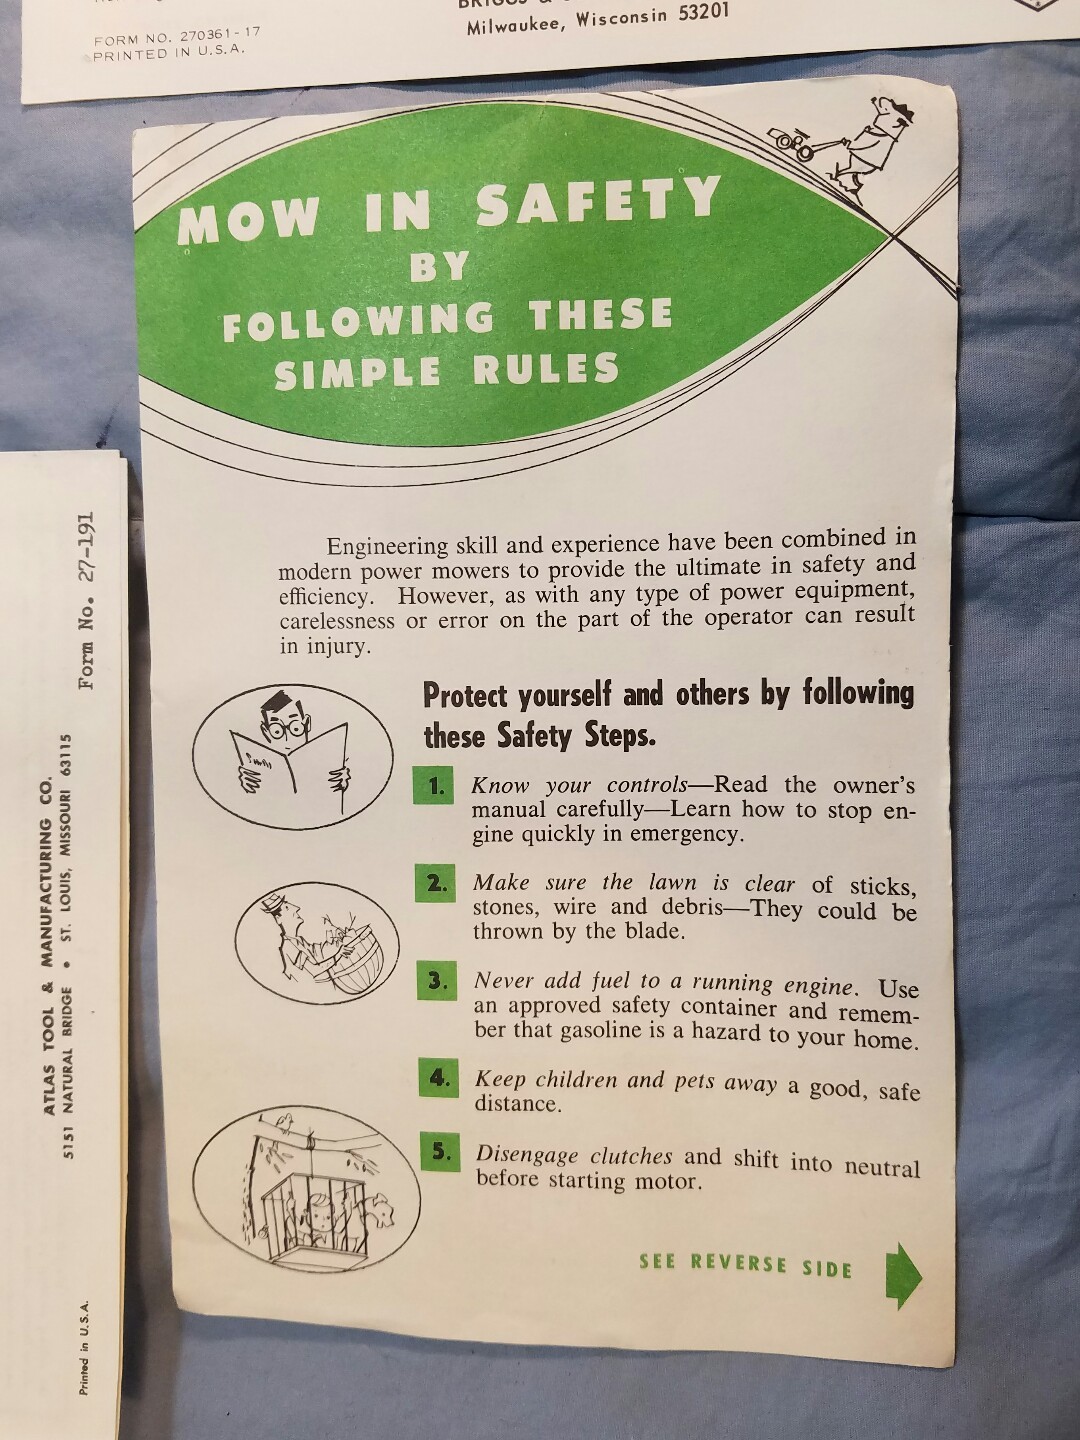 FORM NO. 270361-17
PRINTED IN U.S.A.
Milwaukee, Wisconsin 53201
MOW IN SAFETY
BY
FOLLOWING THESE
SIMPLE RULES
Engineering skill and experience have been combined in
modern power mowers to provide the ultimate in safety and
efficiency. However, as with any type of power equipment,
carelessness or error on the part of the operator can result
in injury.
Protect yourself and others by following
these Safety Steps.
1. Know your controls—Read the owner's
manual carefully—Learn how to stop en-
gine quickly in emergency.
2. Make sure the lawn is clear of sticks,
stones, wire and debris—They could be
thrown by the blade.
3. Never add fuel to a running engine. Use
an approved safety container and remem-
ber that gasoline is a hazard to your home.
4. Keep children and pets away a good, safe
distance.
5. Disengage clutches and shift into neutral
before starting motor.
SEE REVERSE SIDE
Form No. 27-191
ATLAS TOOL & MANUFACTURING CO.
5151 NATURAL BRIDGE • ST. LOUIS, MISSOURI 63115
Printed in U.S.A.